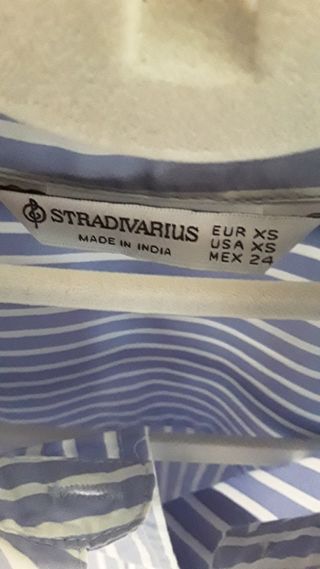 STRADIVARIUS
MADE IN INDIA
EUR XS
USA XS
MEX 24